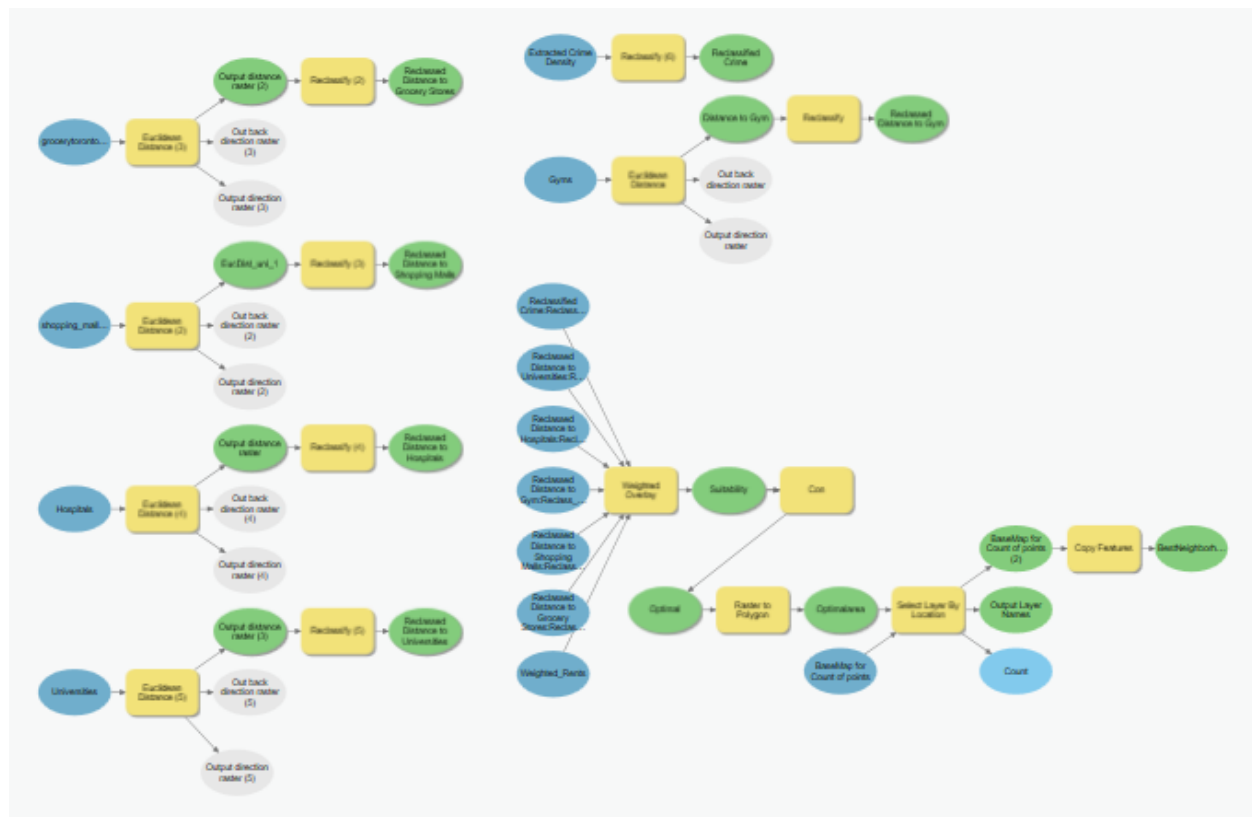 Output distance
raster (2)
Reclassify (2)
Reclassed
Distance to
Grocery Stores
grocerytoronto...
Euclidean
Distance (3)
Out back
direction raster
(3)
Output direction
raster (3)
EucDist_uni_1
Reclassify (3)
Reclassed
Distance to
Shopping Malls
shopping_mall...
Euclidean
Distance (2)
Out back
direction raster
(2)
Output direction
raster (2)
Output distance
raster
Reclassify (4)
Reclassed
Distance to
Hospitals
Hospitals
Euclidean
Distance (4)
Out back
direction raster
(4)
Output direction
raster (4)
Output distance
raster (3)
Reclassify (5)
Reclassed
Distance to
Universities
Universities
Euclidean
Distance (5)
Out back
direction raster
(5)
Output direction
raster (5)
Extracted Crime
Density
Reclassify (6)
Reclassified
Crime
Distance to Gym
Reclassify
Reclassed
Distance to Gym
Gyms
Euclidean
Distance
Out back
direction raster
Output direction
raster
Reclassified
Crime:Reclass...
Reclassed
Distance to
Universities:R...
Reclassed
Distance to
Hospitals:Recl...
Reclassed
Distance to
Gym:Reclass_...
Reclassed
Distance to
Shopping
Malls:Reclass...
Reclassed
Distance to
Grocery
Stores:Reclas...
Weighted_Rents
Weighted
Overlay
Suitability
Con
Optimal
Raster to
Polygon
Optimalarea
Select Layer By
Location
BaseMap for
Count of points
BaseMap for
Count of points
(2)
Copy Features
BestNeighborh...
Output Layer
Names
Count